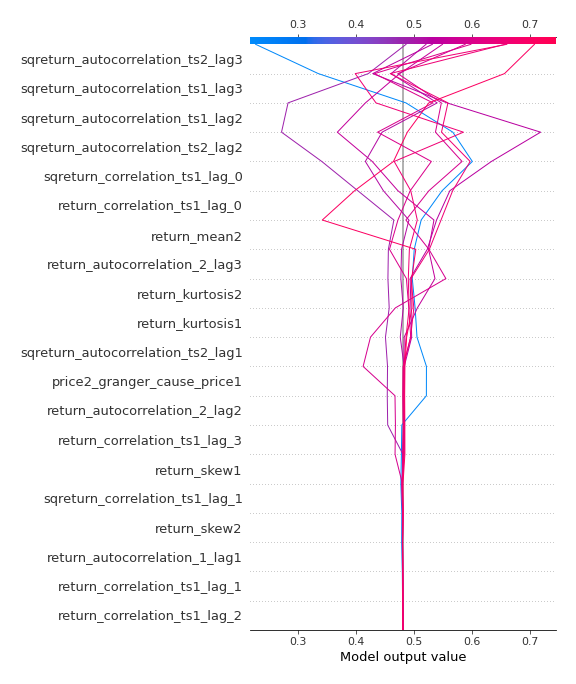 0.3 0.4 0.5 0.6 0.7
sqreturn_autocorrelation_ts2_lag3
sqreturn_autocorrelation_ts1_lag3
sqreturn_autocorrelation_ts1_lag2
sqreturn_autocorrelation_ts2_lag2
sqreturn_correlation_ts1_lag_0
return_correlation_ts1_lag_0
return_mean2
return_autocorrelation_2_lag3
return_kurtosis2
return_kurtosis1
sqreturn_autocorrelation_ts2_lag1
price2_granger_cause_price1
return_autocorrelation_2_lag2
return_correlation_ts1_lag_3
return_skew1
sqreturn_correlation_ts1_lag_1
return_skew2
return_autocorrelation_1_lag1
return_correlation_ts1_lag_1
return_correlation_ts1_lag_2
0.3 0.4 0.5 0.6 0.7
Model output value